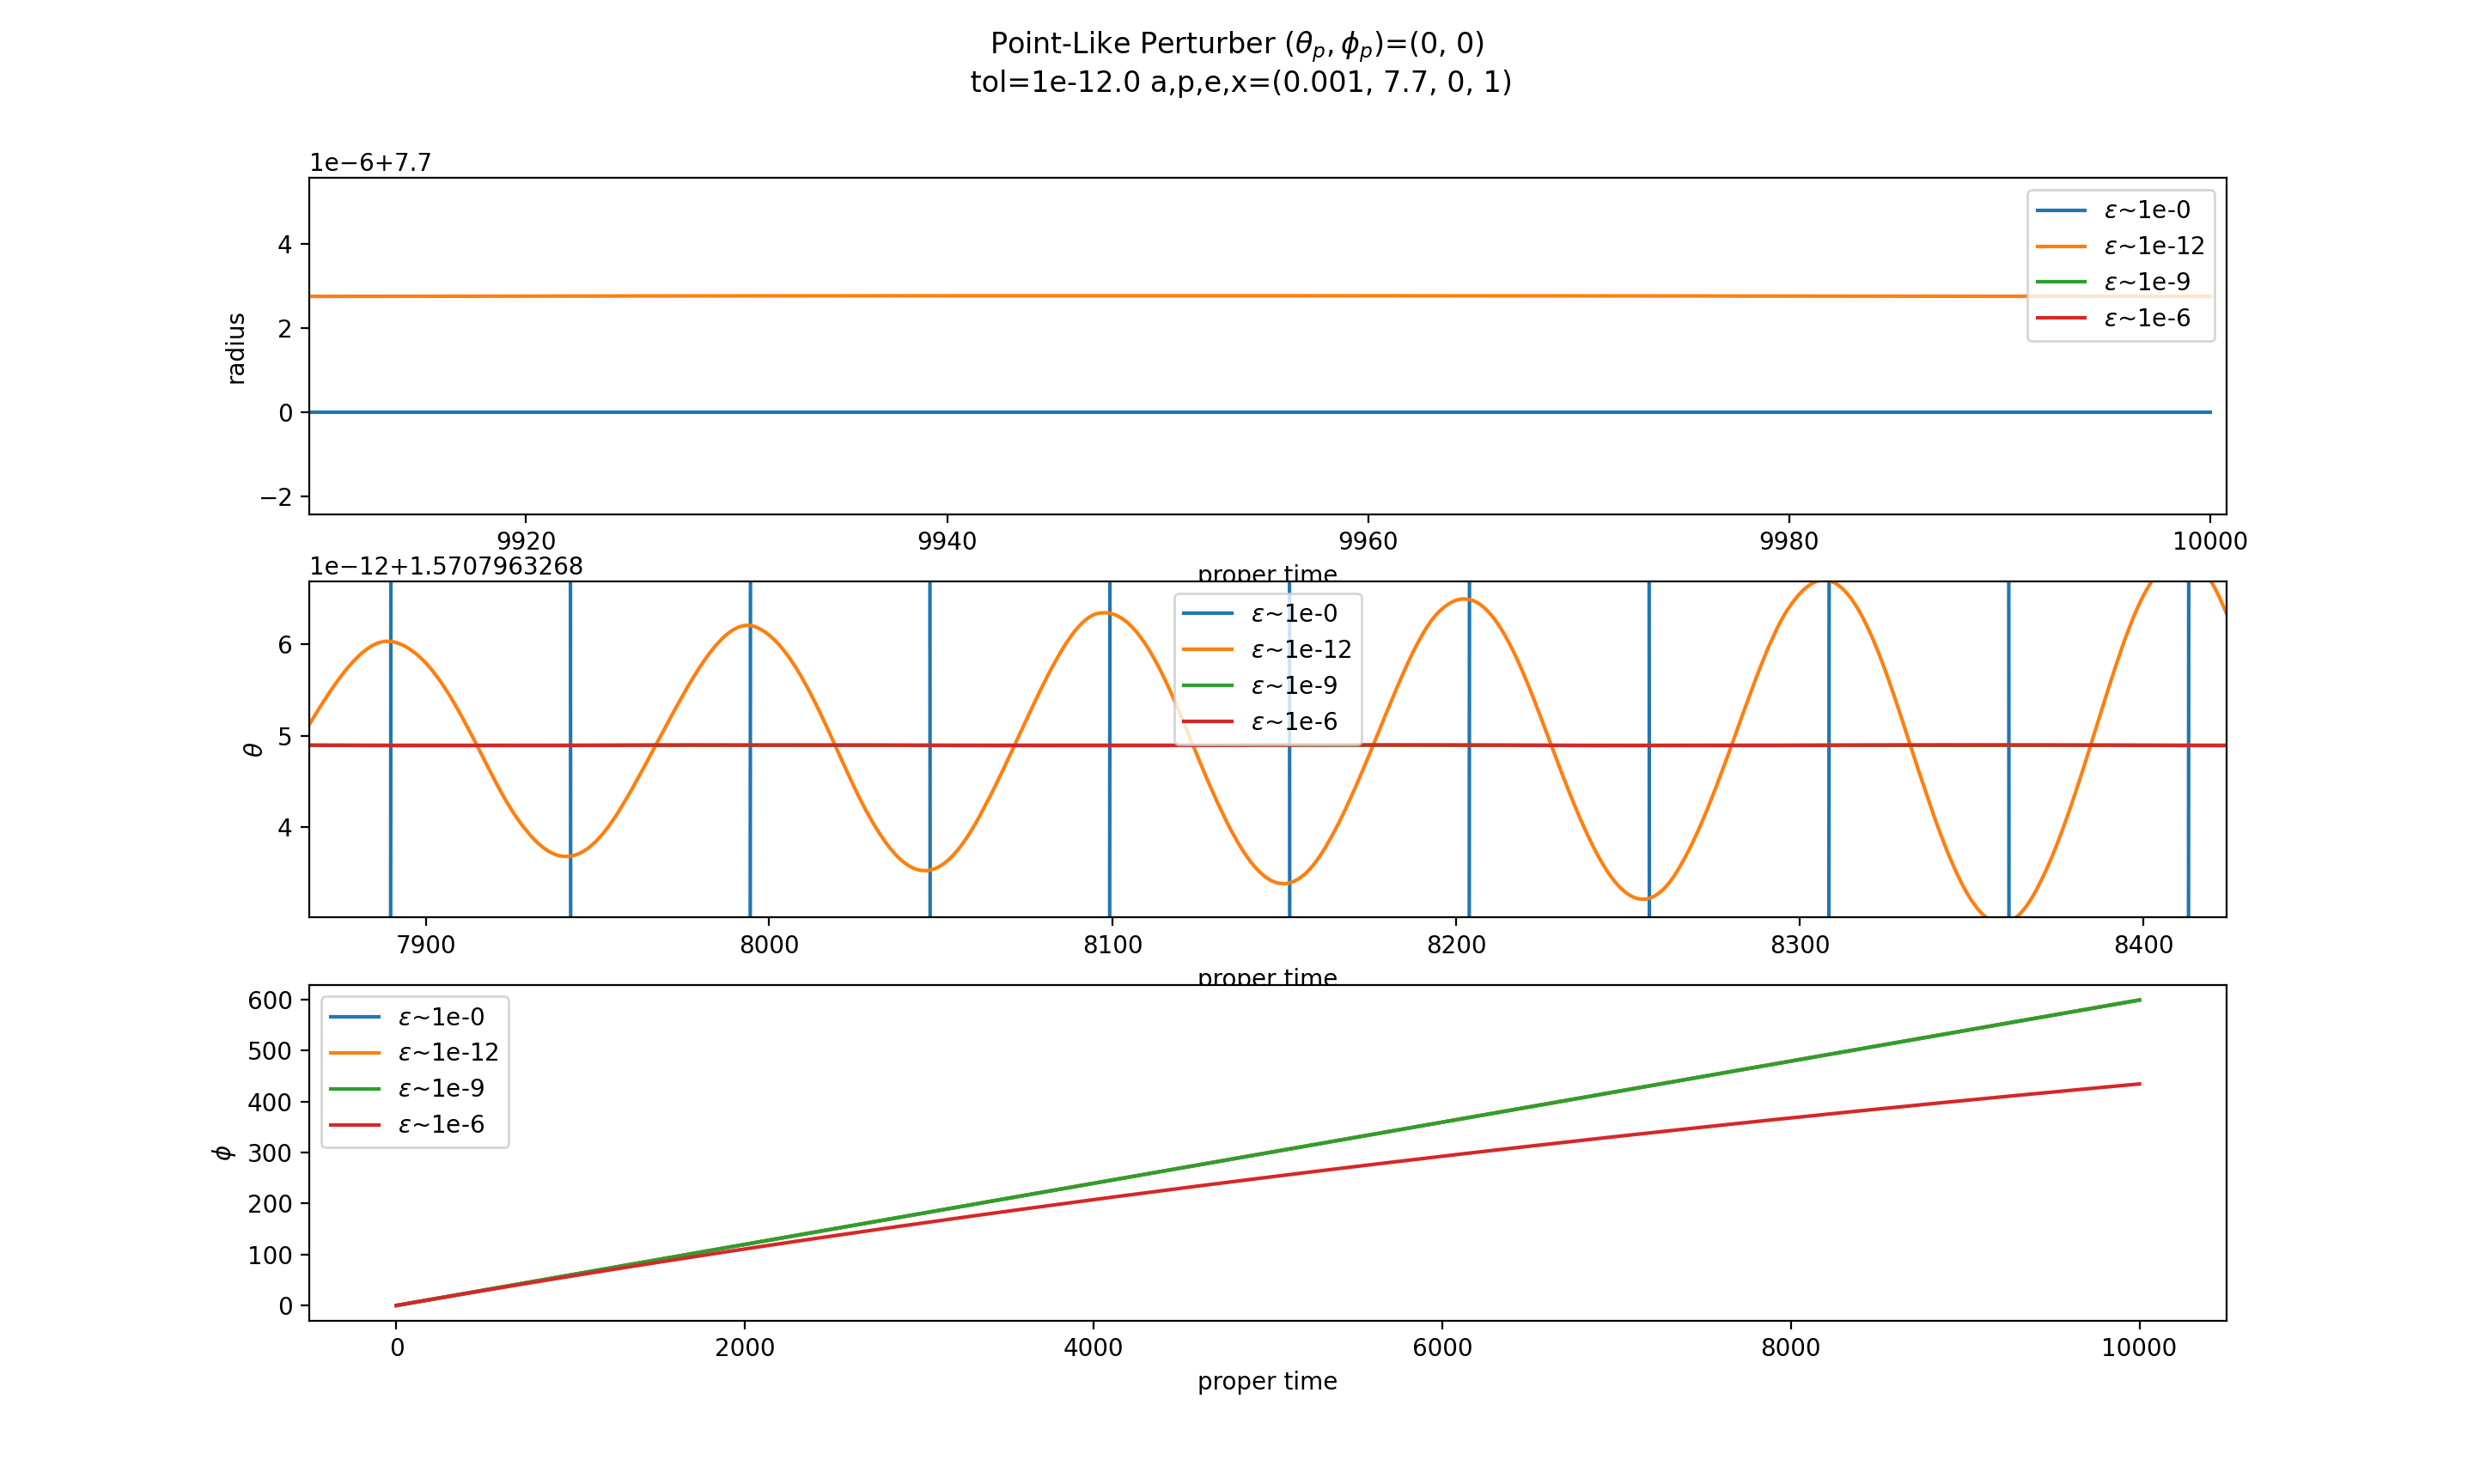 Point-Like Perturber (θₚ, ϕₚ)=(0, 0)
tol=1e-12.0 a,p,e,x=(0.001, 7.7, 0, 1)
1e−6+7.7
4
2
0
−2
radius
ε~1e-0
ε~1e-12
ε~1e-9
ε~1e-6
9920
9940
9960
9980
10000
proper time
1e−12+1.5707963268
6
5
4
θ
ε~1e-0
ε~1e-12
ε~1e-9
ε~1e-6
7900
8000
8100
8200
8300
8400
proper time
600
500
400
300
200
100
0
ϕ
ε~1e-0
ε~1e-12
ε~1e-9
ε~1e-6
0
2000
4000
6000
8000
10000
proper time